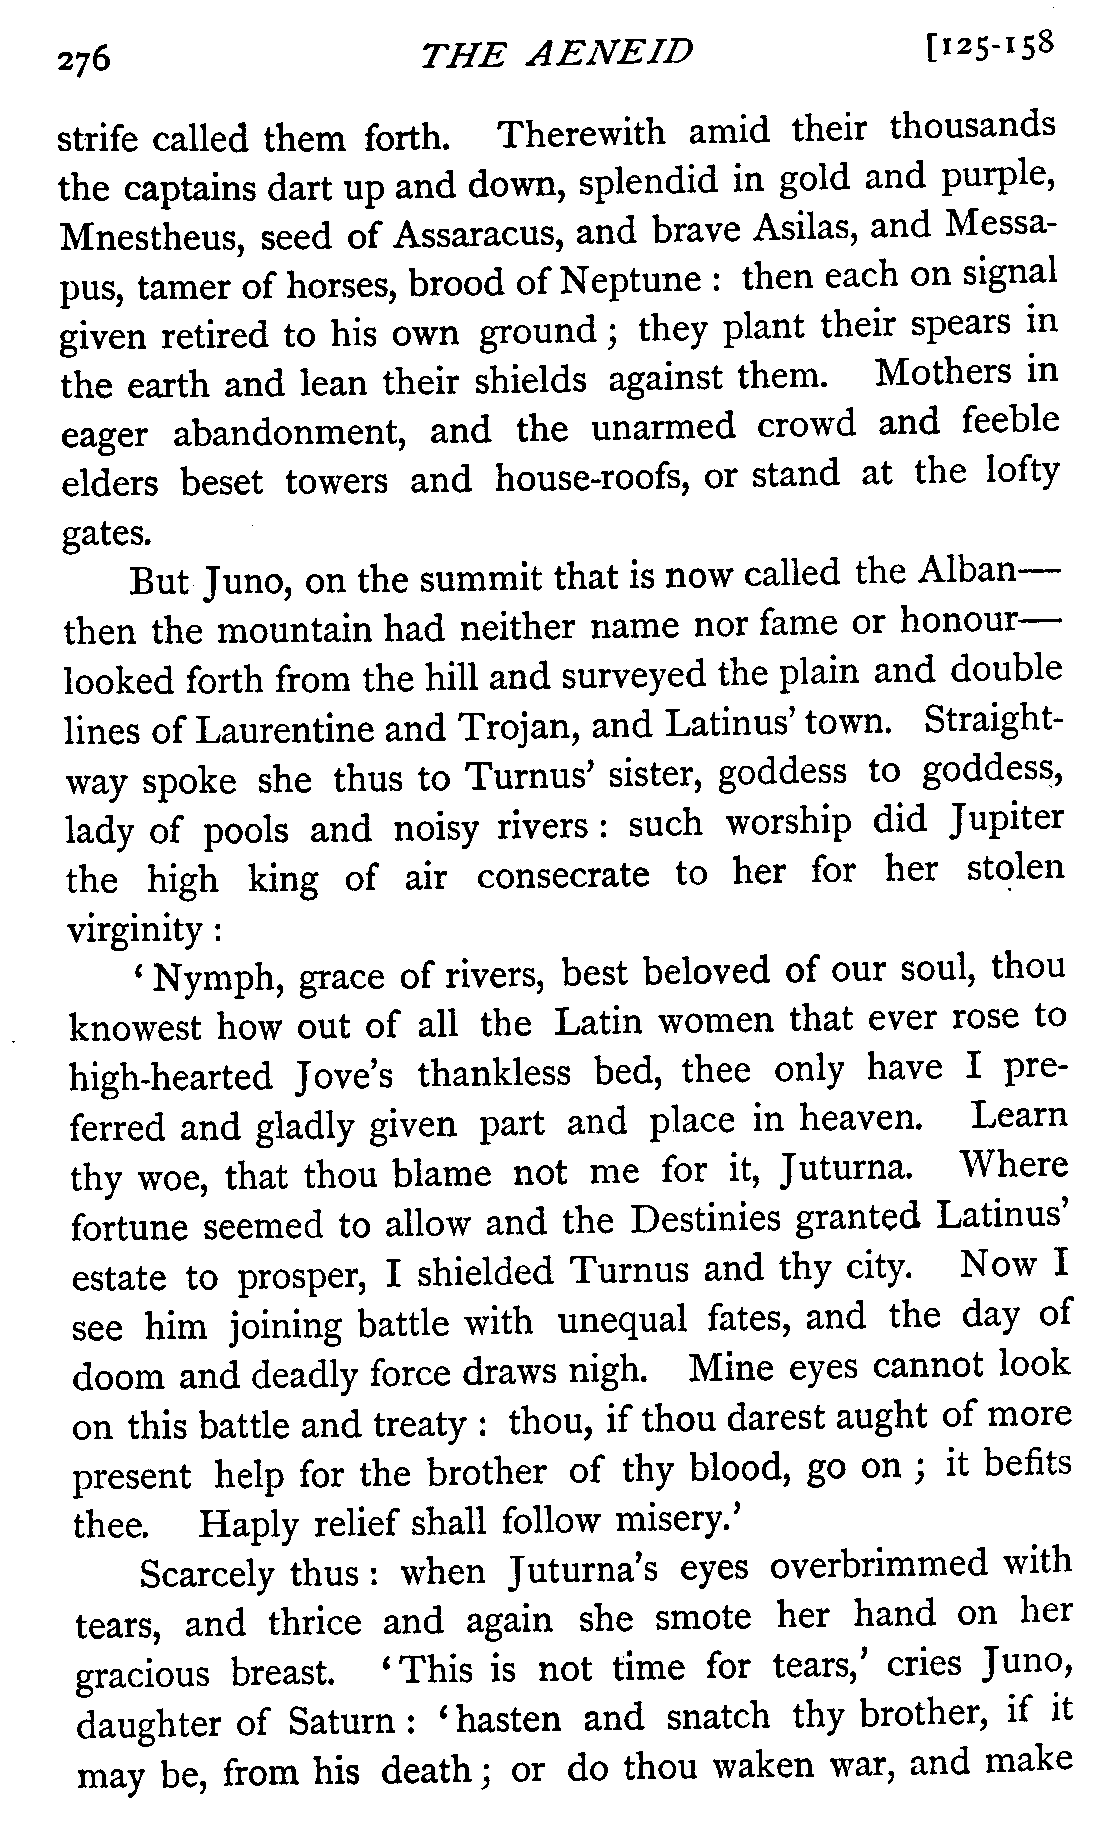 276 THE AENEID [125-158
strife called them forth. Therewith amid their thousands
the captains dart up and down, splendid in gold and purple,
Mnestheus, seed of Assaracus, and brave Asilas, and Messa-
pus, tamer of horses, brood of Neptune : then each on signal
given retired to his own ground ; they plant their spears in
the earth and lean their shields against them. Mothers in
eager abandonment, and the unarmed crowd and feeble
elders beset towers and house-roofs, or stand at the lofty
gates.
But Juno, on the summit that is now called the Alban—
then the mountain had neither name nor fame or honour—
looked forth from the hill and surveyed the plain and double
lines of Laurentine and Trojan, and Latinus' town. Straight-
way spoke she thus to Turnus' sister, goddess to goddess,
lady of pools and noisy rivers : such worship did Jupiter
the high king of air consecrate to her for her stolen
virginity :
‘ Nymph, grace of rivers, best beloved of our soul, thou
knowest how out of all the Latin women that ever rose to
high-hearted Jove's thankless bed, thee only have I pre-
ferred and gladly given part and place in heaven. Learn
thy woe, that thou blame not me for it, Juturna. Where
fortune seemed to allow and the Destinies granted Latinus'
estate to prosper, I shielded Turnus and thy city. Now I
see him joining battle with unequal fates, and the day of
doom and deadly force draws nigh. Mine eyes cannot look
on this battle and treaty : thou, if thou darest aught of more
present help for the brother of thy blood, go on ; it befits
thee. Haply relief shall follow misery.’
Scarcely thus : when Juturna's eyes overbrimmed with
tears, and thrice and again she smote her hand on her
gracious breast. ‘ This is not time for tears,’ cries Juno,
daughter of Saturn : ‘ hasten and snatch thy brother, if it
may be, from his death ; or do thou waken war, and make